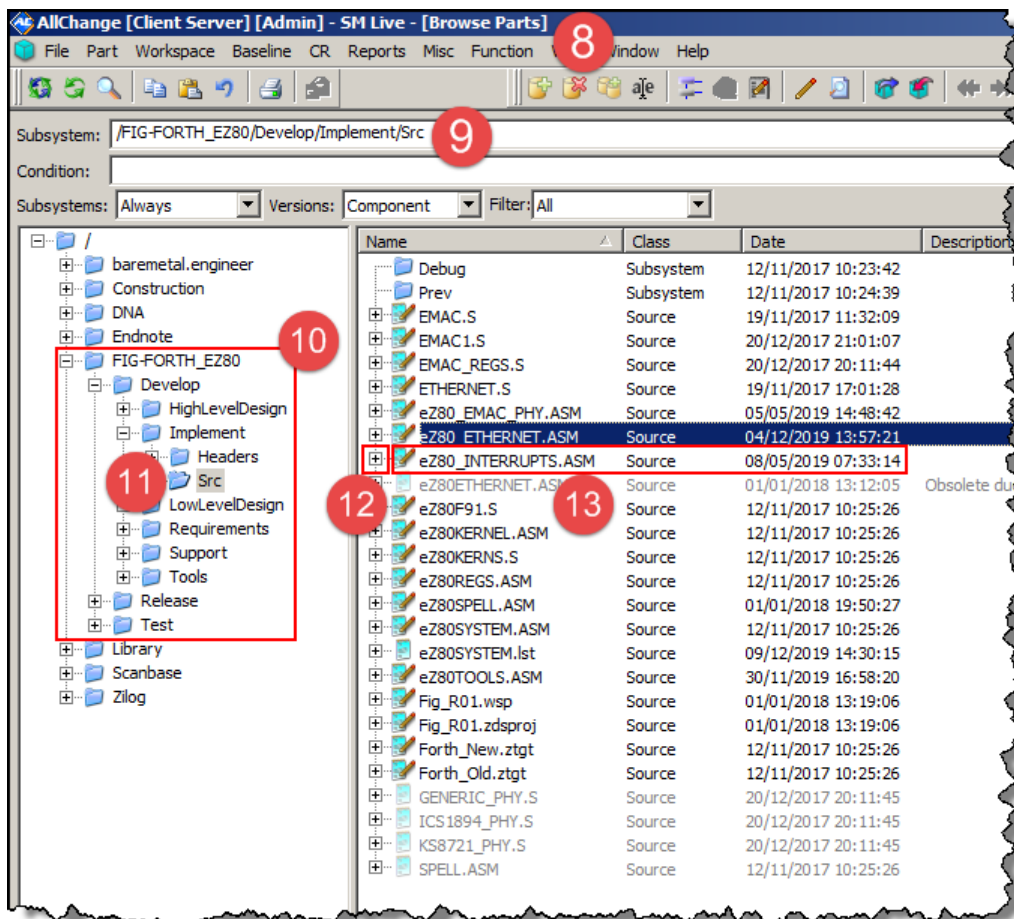 AllChange [Client Server] [Admin] - SM Live - [Browse Parts]
File Part Workspace Baseline CR Reports Misc Function Window Help
8
Subsystem: /FIG-FORTH_EZ80/Develop/Implement/Src
9
Condition:
Subsystems: Always Versions: Component Filter: All
/
baremetal.engineer
Construction
DNA
Endnote
10
FIG-FORTH_EZ80
Develop
HighLevelDesign
Implement
Headers
11
Src
LowLevelDesign
Requirements
Support
Tools
Release
Test
Library
Scanbase
Zilog
Name Class Date Description
Debug Subsystem 12/11/2017 10:23:42
Prev Subsystem 12/11/2017 10:24:39
EMAC.S Source 19/11/2017 11:32:09
EMAC1.S Source 20/12/2017 21:01:07
EMAC_REGS.S Source 20/12/2017 20:11:44
ETHERNET.S Source 19/11/2017 17:01:28
eZ80_EMAC_PHY.ASM Source 05/05/2019 14:48:42
eZ80_ETHERNET.ASM Source 04/12/2019 13:57:21
eZ80_INTERRUPTS.ASM Source 08/05/2019 07:33:14
12
13
eZ80ETHERNET.ASM Source 01/01/2018 13:12:05 Obsolete du
eZ80F91.S Source 12/11/2017 10:25:26
eZ80KERNEL.ASM Source 12/11/2017 10:25:26
eZ80KERNS.S Source 12/11/2017 10:25:26
eZ80REGS.ASM Source 12/11/2017 10:25:26
eZ80SPELL.ASM Source 01/01/2018 19:50:27
eZ80SYSTEM.ASM Source 12/11/2017 10:25:26
eZ80SYSTEM.lst Source 09/12/2019 14:30:15
eZ80TOOLS.ASM Source 30/11/2019 16:58:20
Fig_R01.wsp Source 01/01/2018 13:19:06
Fig_R01.zdsproj Source 01/01/2018 13:19:06
Forth_New.ztgt Source 12/11/2017 10:25:26
Forth_Old.ztgt Source 12/11/2017 10:25:26
GENERIC_PHY.S Source 20/12/2017 20:11:45
ICS1894_PHY.S Source 20/12/2017 20:11:45
KS8721_PHY.S Source 20/12/2017 20:11:45
SPELL.ASM Source 12/11/2017 10:25:26